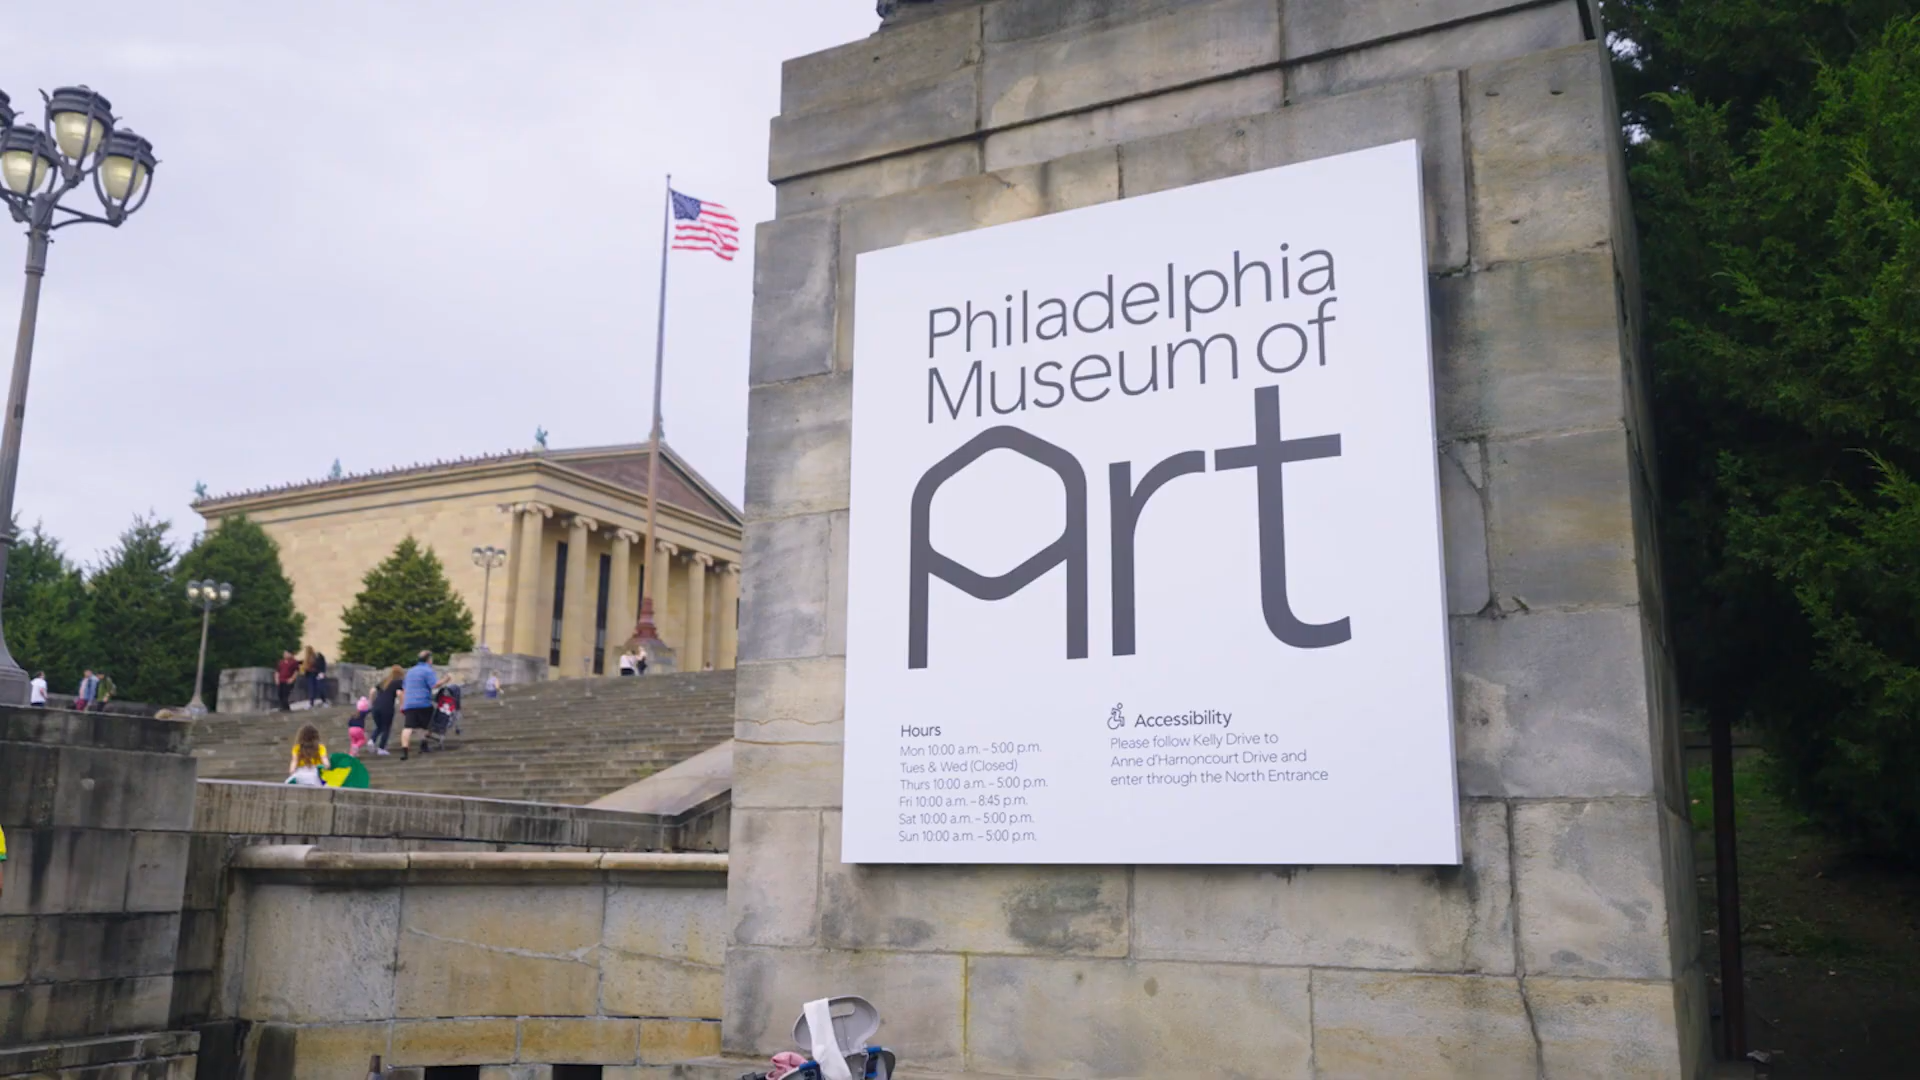 Philadelphia
Museum of
Art
Hours
Mon 10:00 a.m. – 5:00 p.m.
Tues & Wed (Closed)
Thurs 10:00 a.m. – 5:00 p.m.
Fri 10:00 a.m. – 8:45 p.m.
Sat 10:00 a.m. – 5:00 p.m.
Sun 10:00 a.m. – 5:00 p.m.
Accessibility
Please follow Kelly Drive to
Anne d'Harnoncourt Drive and
enter through the North Entrance